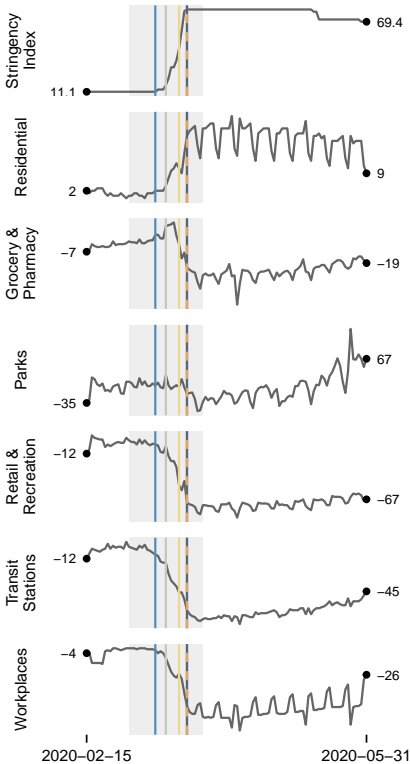 Stringency
Index
11.1
69.4
Residential
2
9
Grocery &
Pharmacy
−7
−19
Parks
−35
67
Retail &
Recreation
−12
−67
Transit
Stations
−12
−45
Workplaces
−4
−26
2020−02−15
2020−05−31